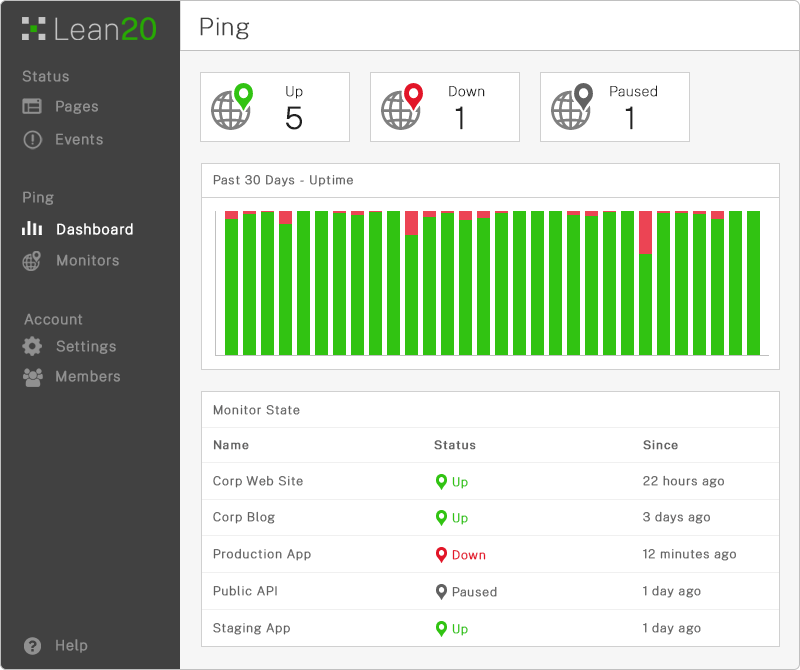 Lean20
Status
Pages
Events
Ping
Dashboard
Monitors
Account
Settings
Members
Help
Ping
Up
5
Down
1
Paused
1
Past 30 Days - Uptime
Monitor State
Name Status Since
Corp Web Site Up 22 hours ago
Corp Blog Up 3 days ago
Production App Down 12 minutes ago
Public API Paused 1 day ago
Staging App Up 1 day ago